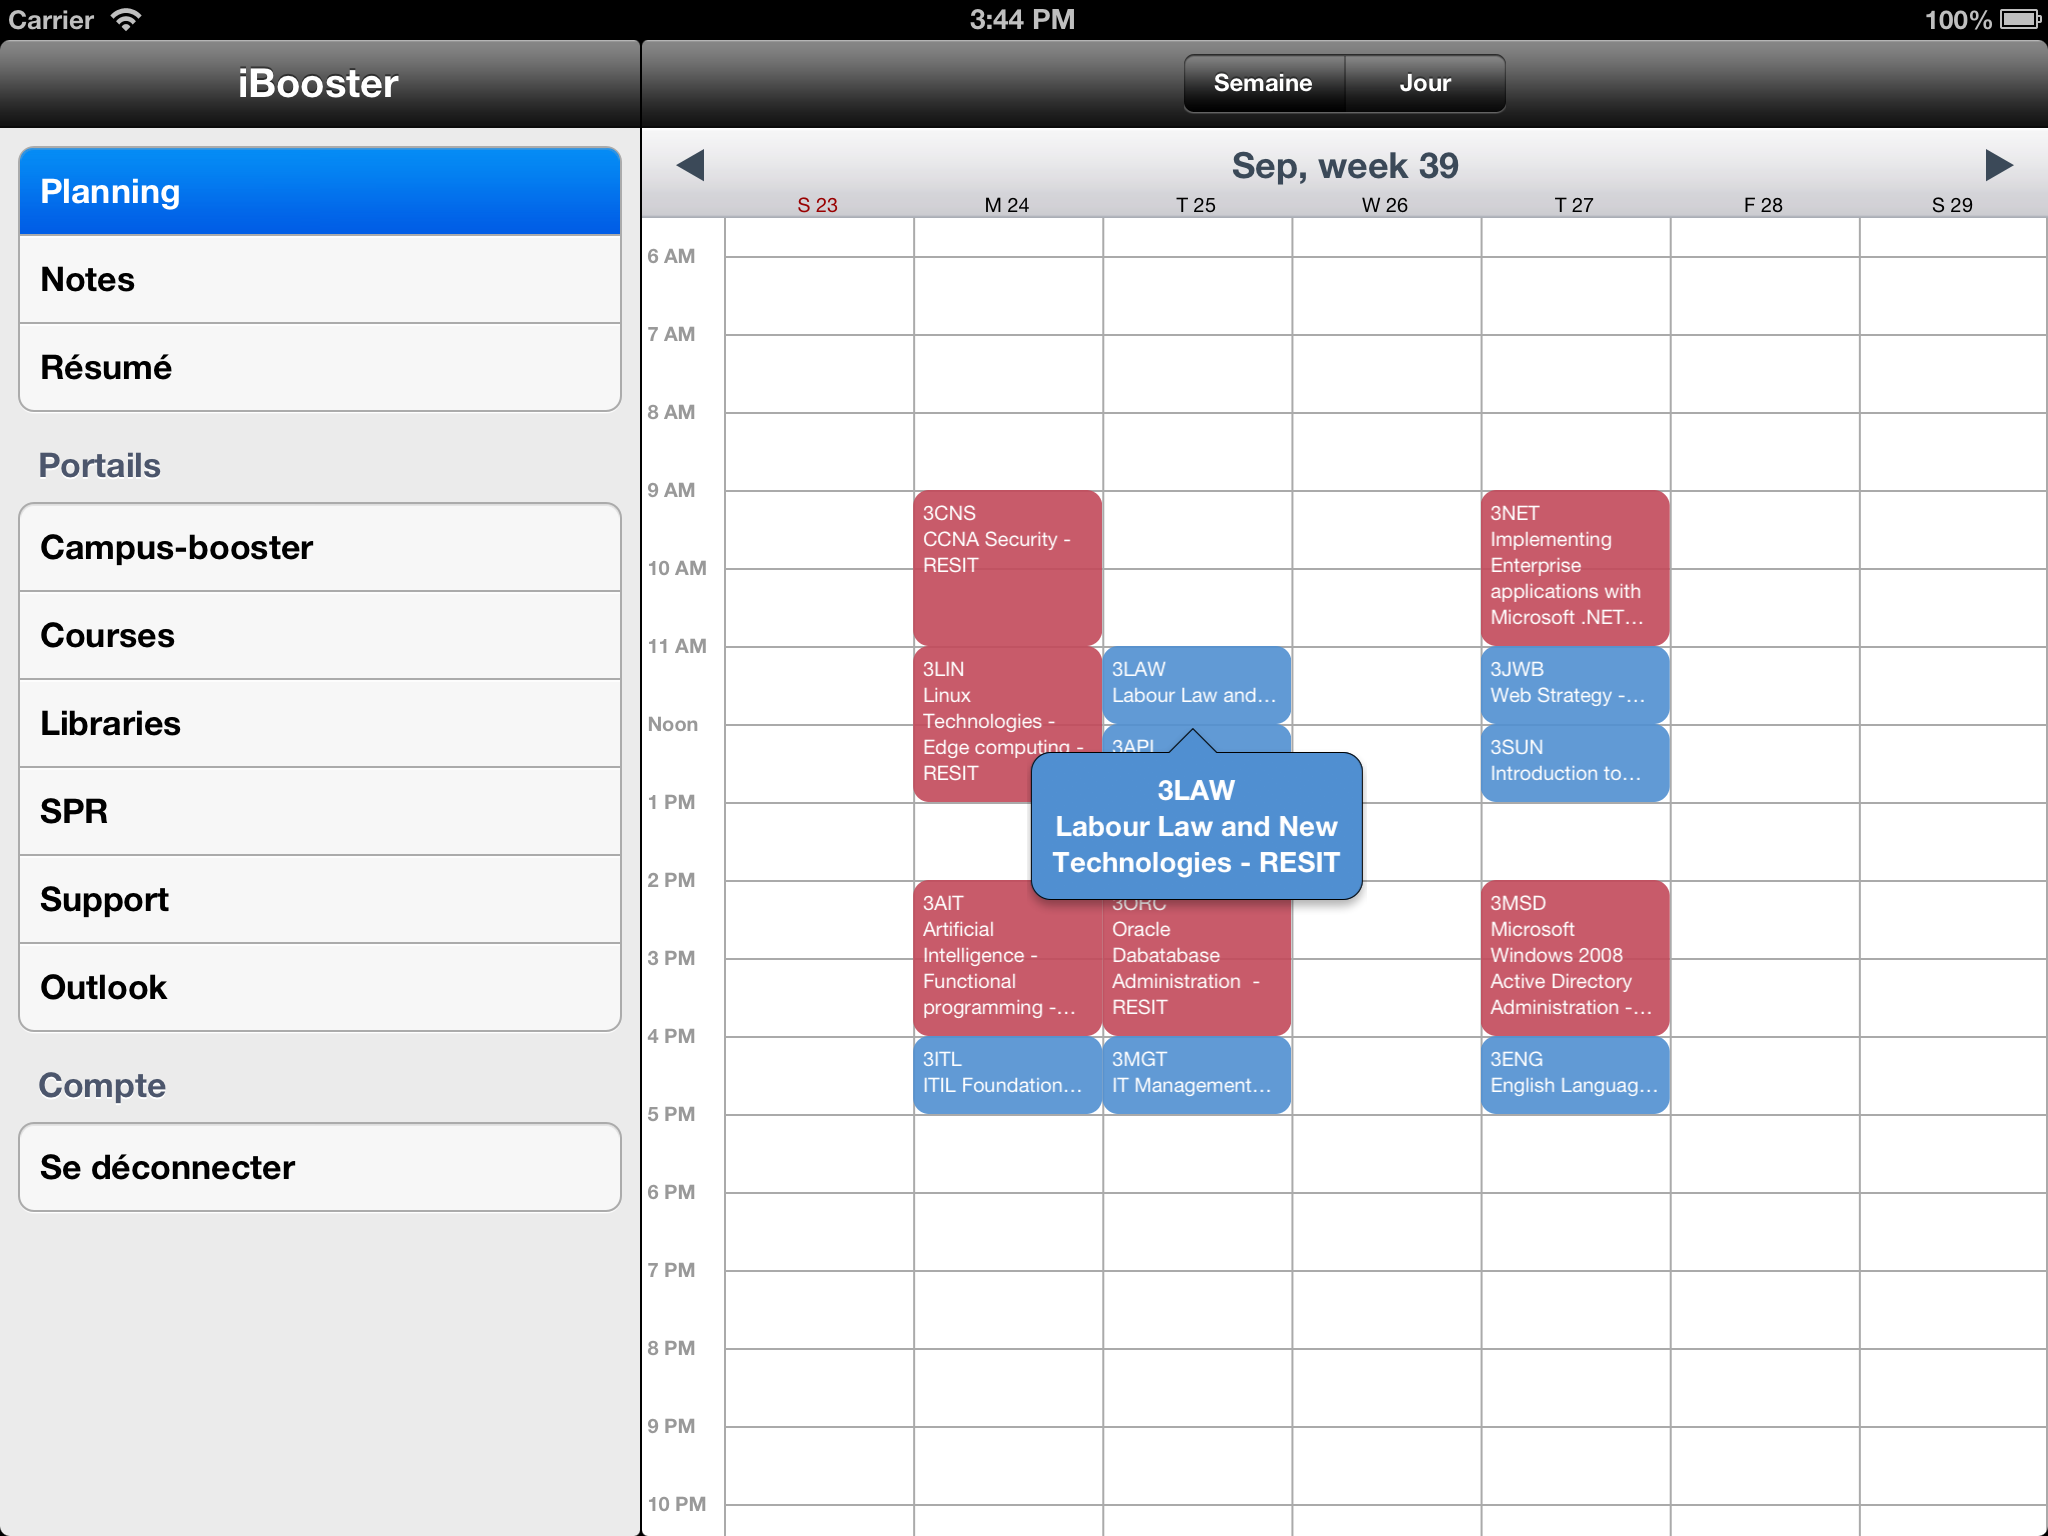 Carrier
3:44 PM
100%
iBooster
Planning
Notes
Résumé
Portails
Campus-booster
Courses
Libraries
SPR
Support
Outlook
Compte
Se déconnecter
Semaine
Jour
Sep, week 39
S 23
M 24
T 25
W 26
T 27
F 28
S 29
6 AM
7 AM
8 AM
9 AM
10 AM
11 AM
Noon
1 PM
2 PM
3 PM
4 PM
5 PM
6 PM
7 PM
8 PM
9 PM
10 PM
3CNS
CCNA Security -
RESIT
3LIN
Linux
Technologies -
Edge computing -
RESIT
3AIT
Artificial
Intelligence -
Functional
programming -...
3ITL
ITIL Foundation...
3LAW
Labour Law and...
3LAW
Labour Law and New
Technologies - RESIT
3ORC
Oracle
Dabatabase
Administration  -
RESIT
3MGT
IT Management...
3NET
Implementing
Enterprise
applications with
Microsoft .NET...
3JWB
Web Strategy -...
3SUN
Introduction to...
3MSD
Microsoft
Windows 2008
Active Directory
Administration -...
3ENG
English Languag...